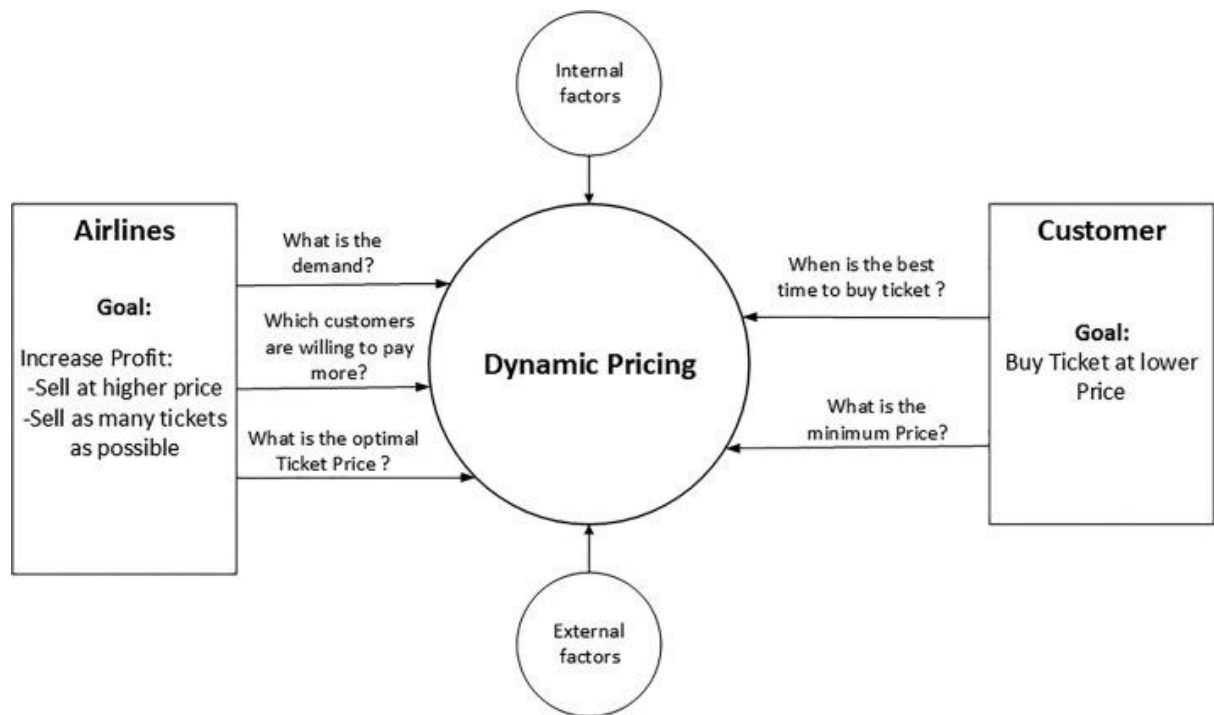 Internal
factors
Airlines
Goal:
Increase Profit:
-Sell at higher price
-Sell as many tickets
as possible
What is the
demand?
Which customers
are willing to pay
more?
What is the optimal
Ticket Price ?
Dynamic Pricing
When is the best
time to buy ticket ?
What is the
minimum Price?
Customer
Goal:
Buy Ticket at lower
Price
External
factors